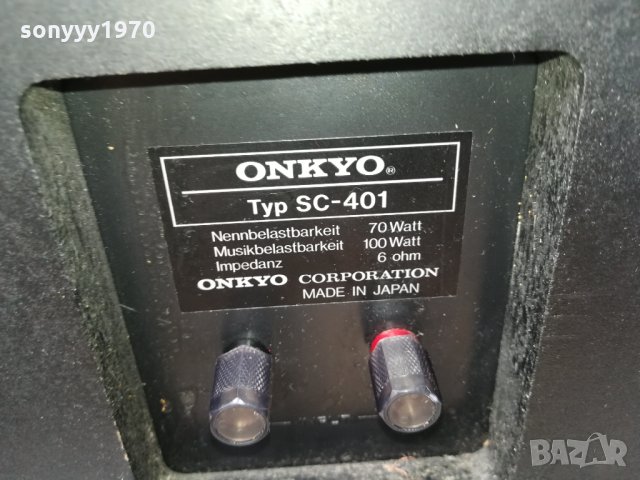 sonyyy1970
ONKYO®
Typ SC-401
Nennbelastbarkeit 70 Watt
Musikbelastbarkeit 100 Watt
Impedanz 6 ohm
ONKYO CORPORATION
MADE IN JAPAN
BAZAR